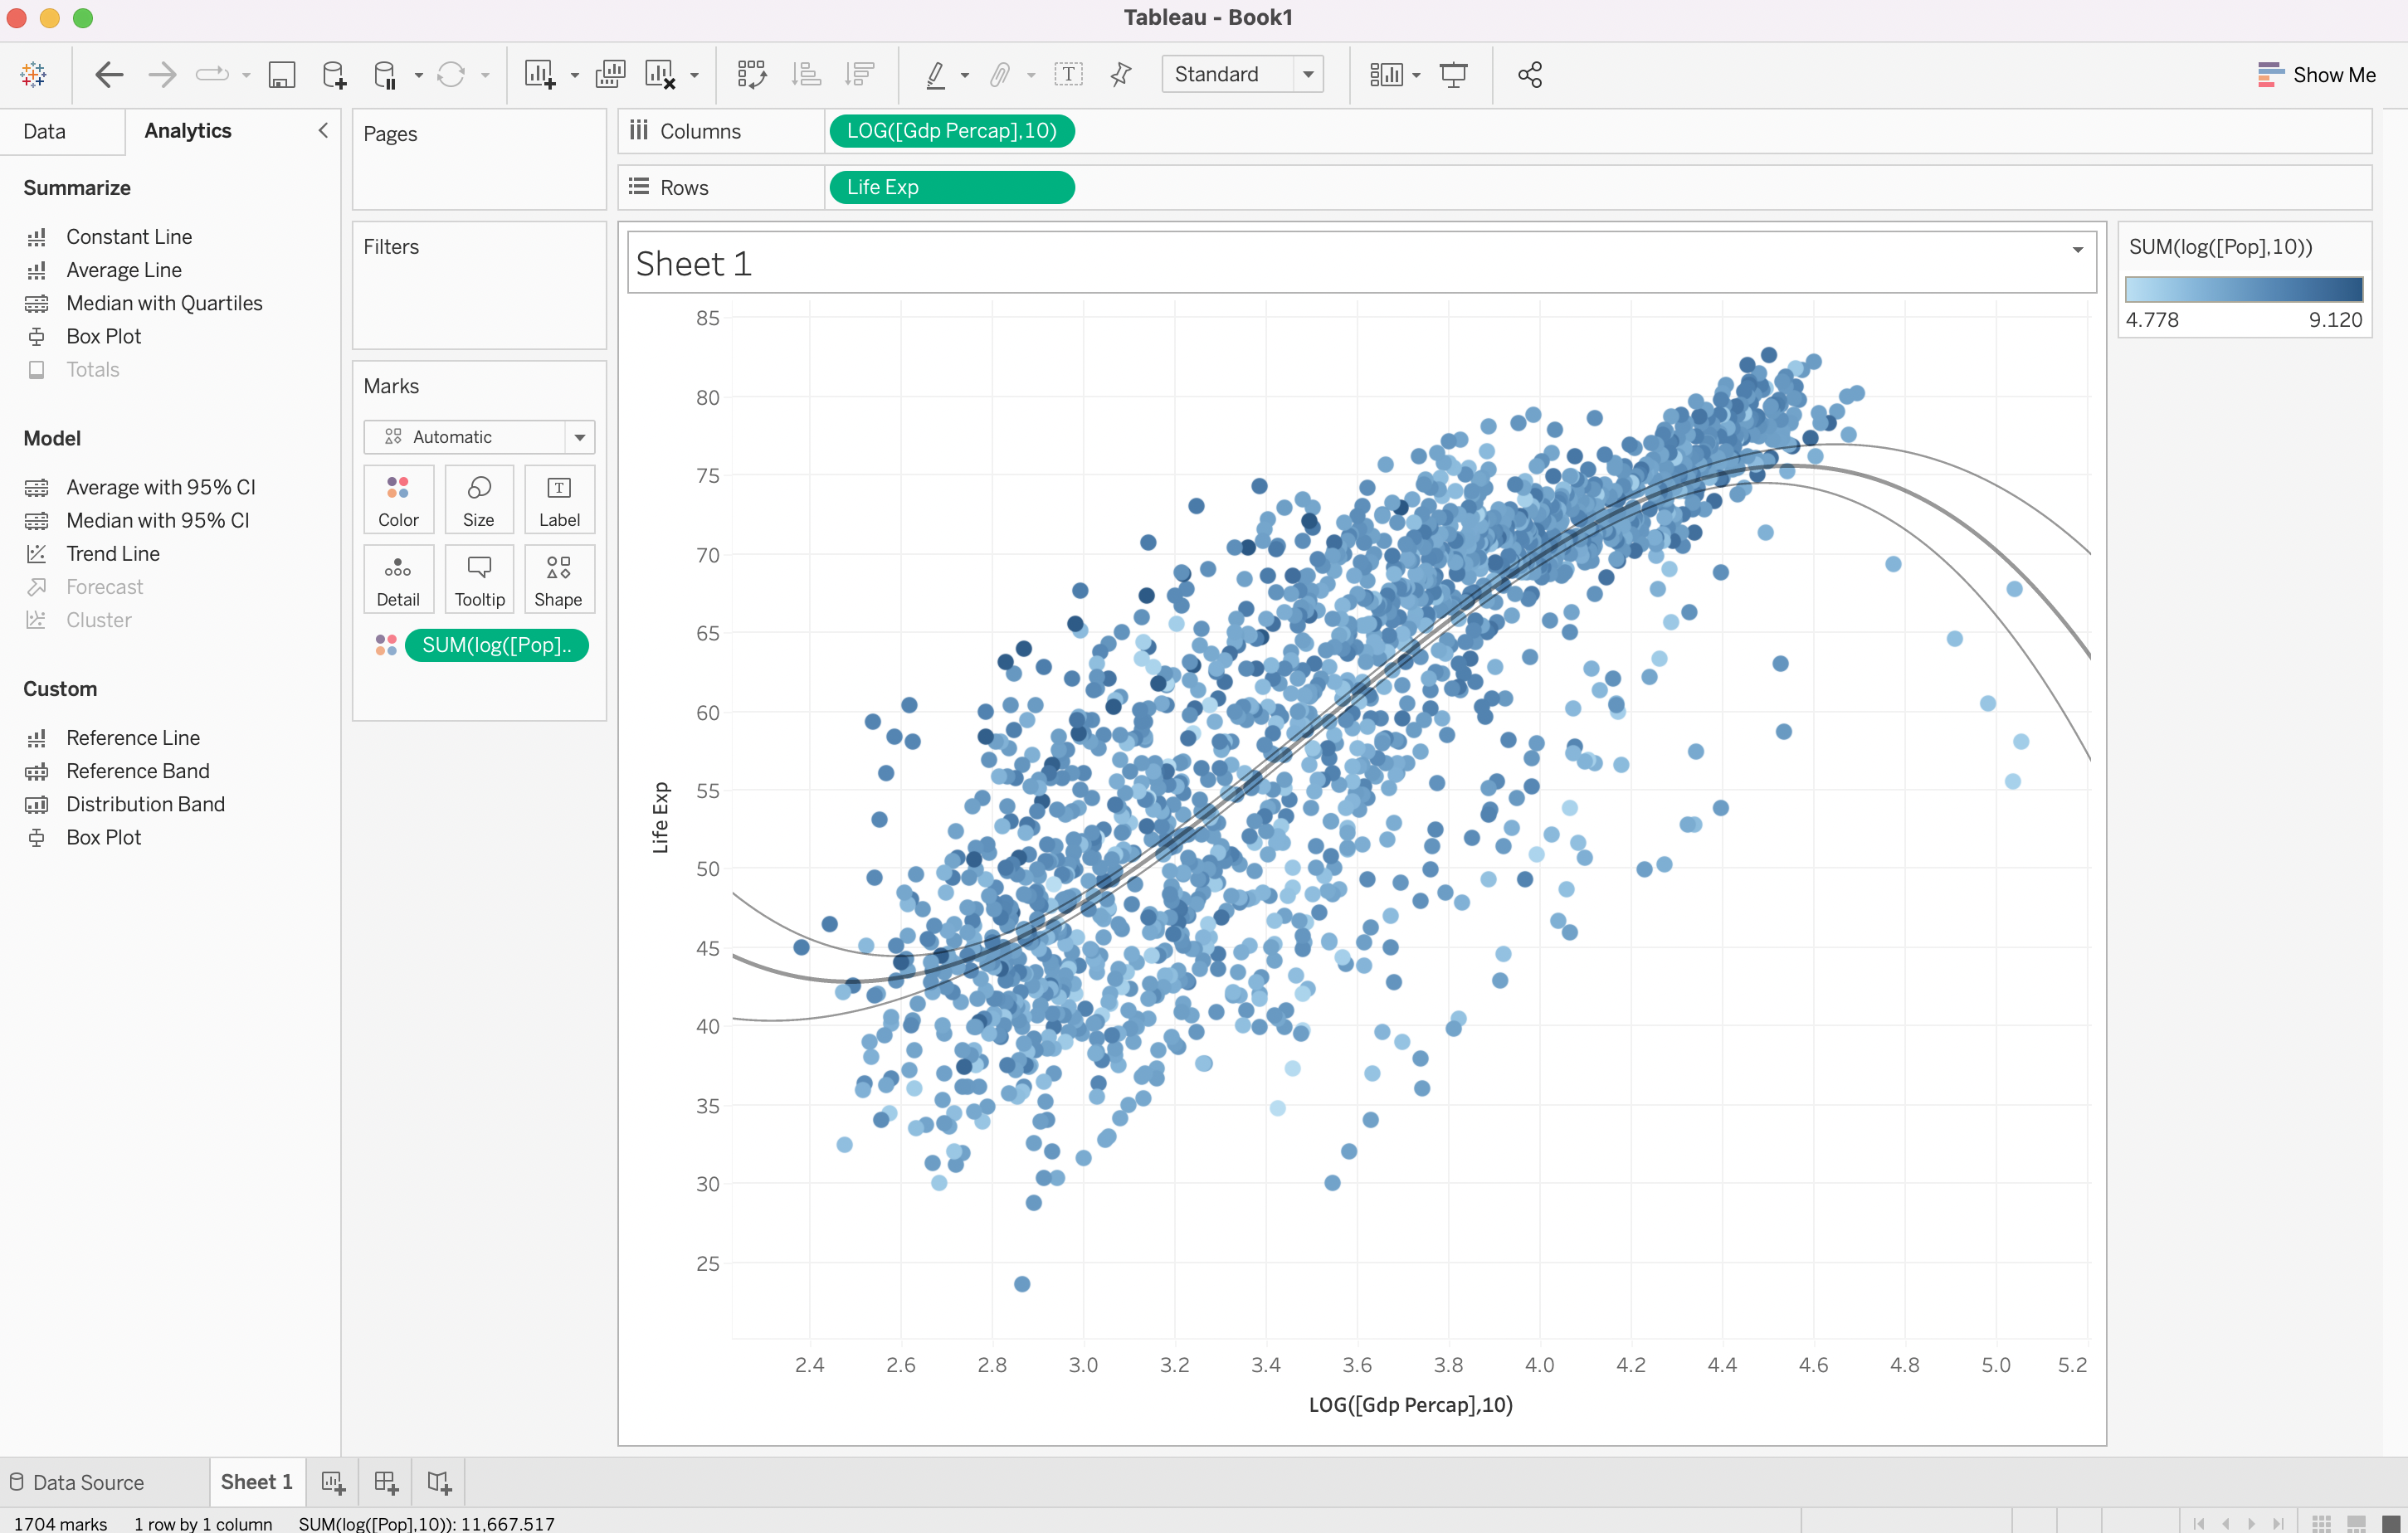 Tableau - Book1
Standard
Show Me
Data
Analytics
Summarize
Constant Line
Average Line
Median with Quartiles
Box Plot
Totals
Model
Average with 95% CI
Median with 95% CI
Trend Line
Forecast
Cluster
Custom
Reference Line
Reference Band
Distribution Band
Box Plot
Pages
Filters
Marks
Automatic
Color Size Label
Detail Tooltip Shape
SUM(log([Pop]..
Columns LOG([Gdp Percap],10)
Rows Life Exp
Sheet 1
85
80
75
70
65
60
55
50
45
40
35
30
25
Life Exp
2.4 2.6 2.8 3.0 3.2 3.4 3.6 3.8 4.0 4.2 4.4 4.6 4.8 5.0 5.2
LOG([Gdp Percap],10)
SUM(log([Pop],10))
4.778 9.120
Data Source Sheet 1
1704 marks 1 row by 1 column SUM(log([Pop],10)): 11,667.517